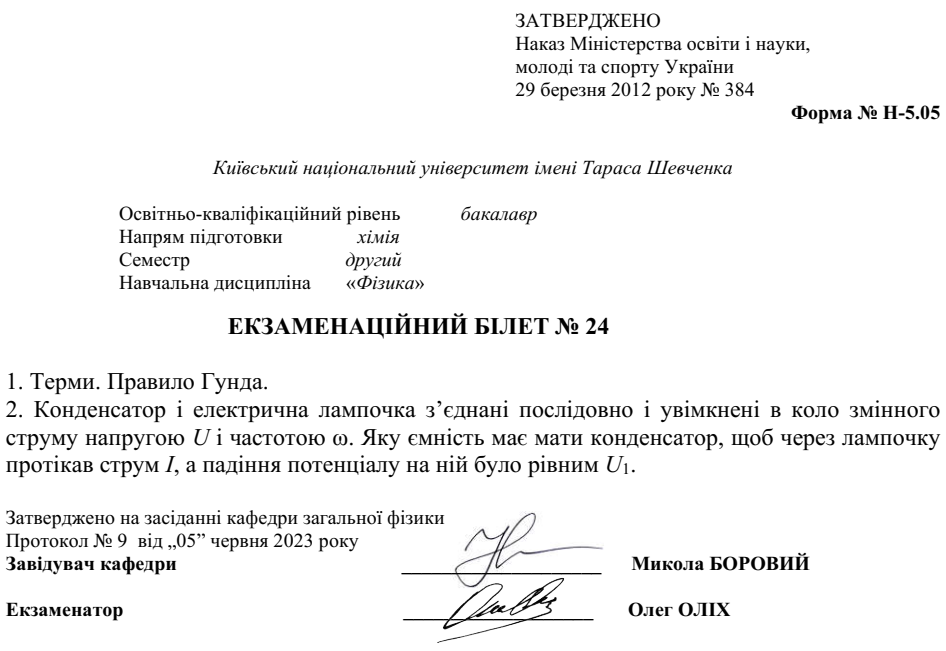 ЗАТВЕРДЖЕНО
Наказ Міністерства освіти і науки,
молоді та спорту України
29 березня 2012 року № 384
Форма № Н-5.05
Київський національний університет імені Тараса Шевченка
Освітньо-кваліфікаційний рівень бакалавр
Напрям підготовки хімія
Семестр другий
Навчальна дисципліна «Фізика»
ЕКЗАМЕНАЦІЙНИЙ БІЛЕТ № 24
1. Терми. Правило Гунда.
2. Конденсатор і електрична лампочка з’єднані послідовно і увімкнені в коло змінного
струму напругою U і частотою ω. Яку ємність має мати конденсатор, щоб через лампочку
протікав струм I, а падіння потенціалу на ній було рівним U₁.
Затверджено на засіданні кафедри загальної фізики
Протокол № 9 від „05” червня 2023 року
Завідувач кафедри Микола БОРОВИЙ
Екзаменатор Олег ОЛІХ